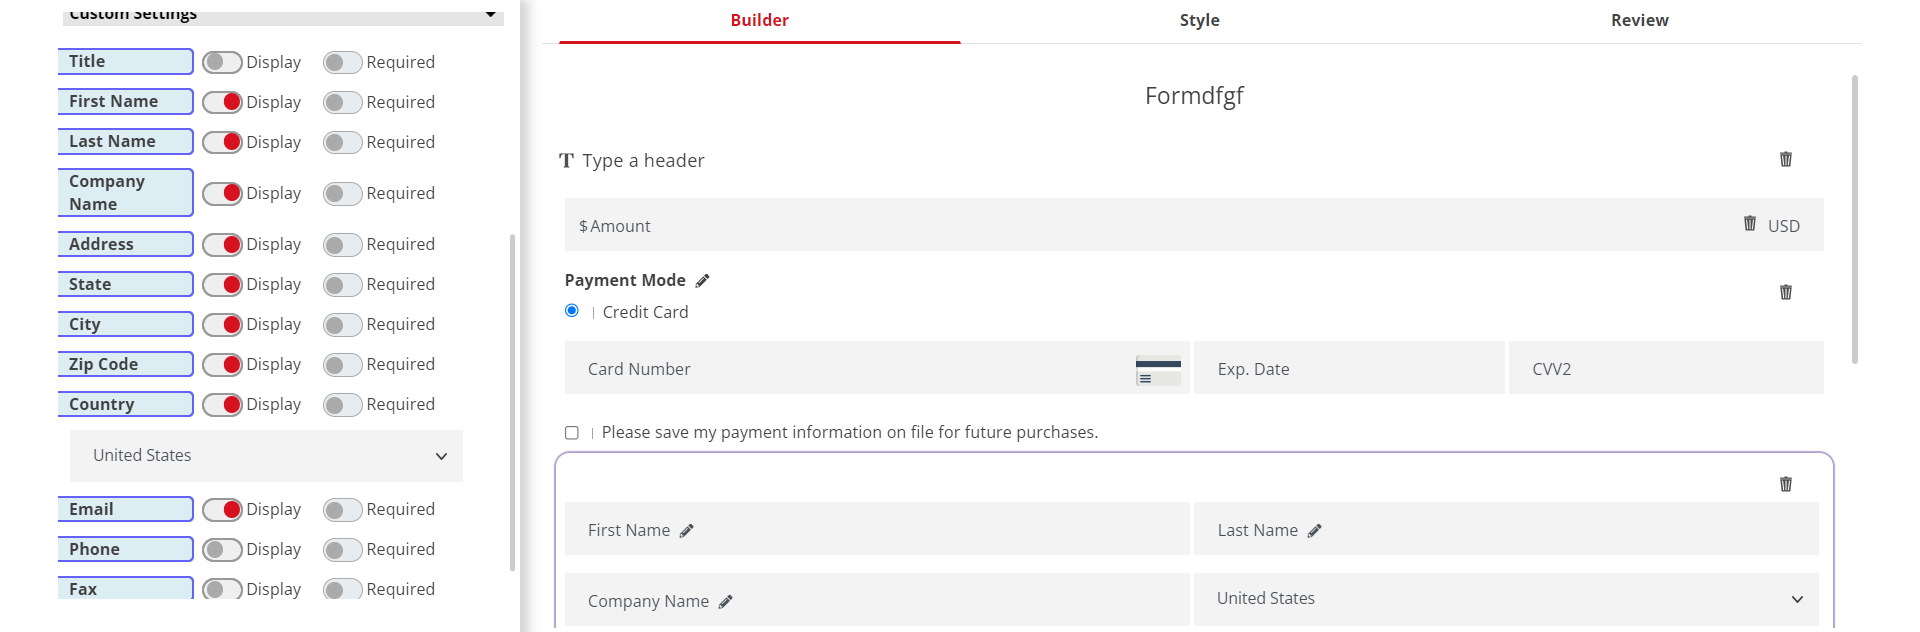 Custom Settings
Title Display Required
First Name Display Required
Last Name Display Required
Company
Name Display Required
Address Display Required
State Display Required
City Display Required
Zip Code Display Required
Country Display Required
United States
Email Display Required
Phone Display Required
Fax Display Required
Builder Style Review
Formdfgf
T Type a header
$ Amount USD
Payment Mode
Credit Card
Card Number Exp. Date CVV2
Please save my payment information on file for future purchases.
First Name Last Name
Company Name United States